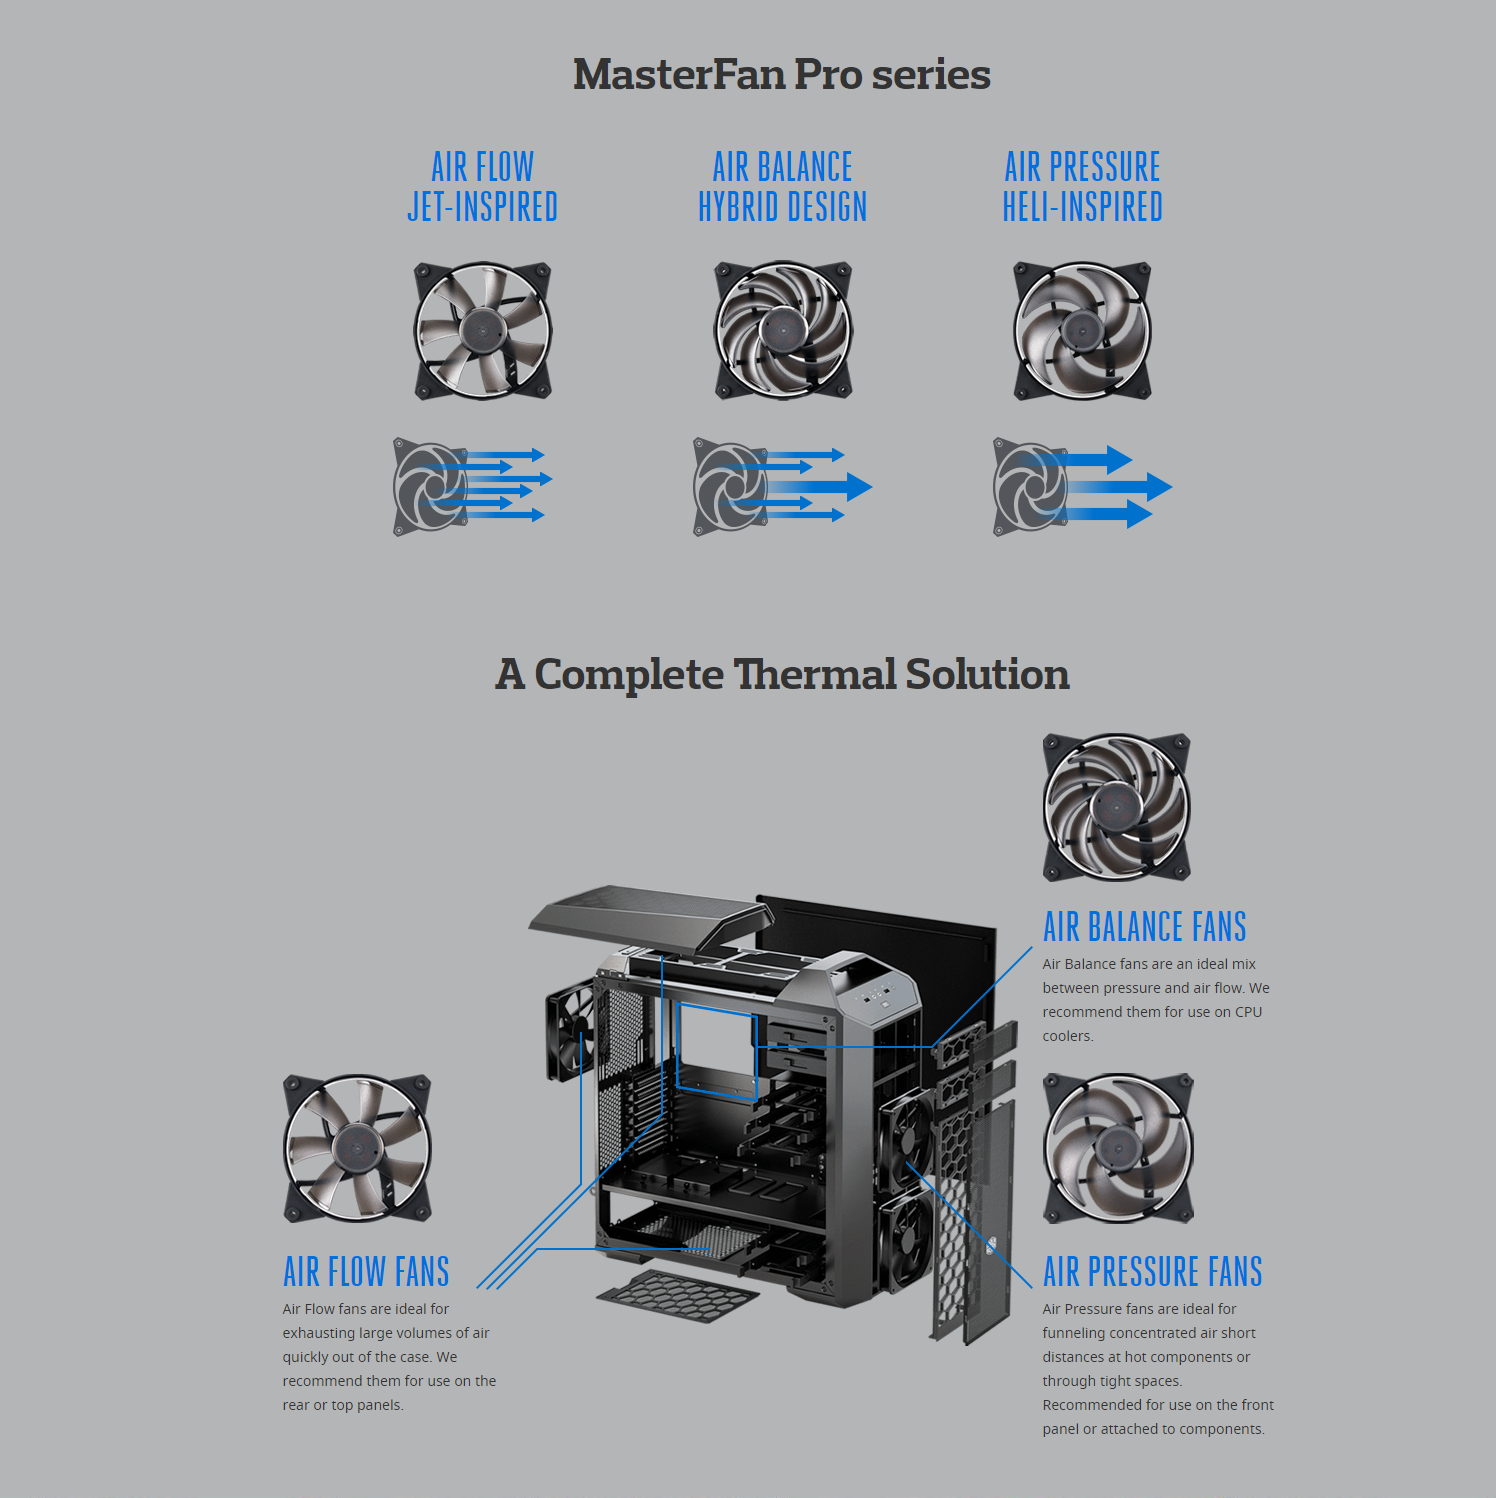 MasterFan Pro series
AIR FLOW
JET-INSPIRED
AIR BALANCE
HYBRID DESIGN
AIR PRESSURE
HELI-INSPIRED
A Complete Thermal Solution
AIR BALANCE FANS
Air Balance fans are an ideal mix
between pressure and air flow. We
recommend them for use on CPU
coolers.
AIR FLOW FANS
Air Flow fans are ideal for
exhausting large volumes of air
quickly out of the case. We
recommend them for use on the
rear or top panels.
AIR PRESSURE FANS
Air Pressure fans are ideal for
funneling concentrated air short
distances at hot components or
through tight spaces.
Recommended for use on the front
panel or attached to components.